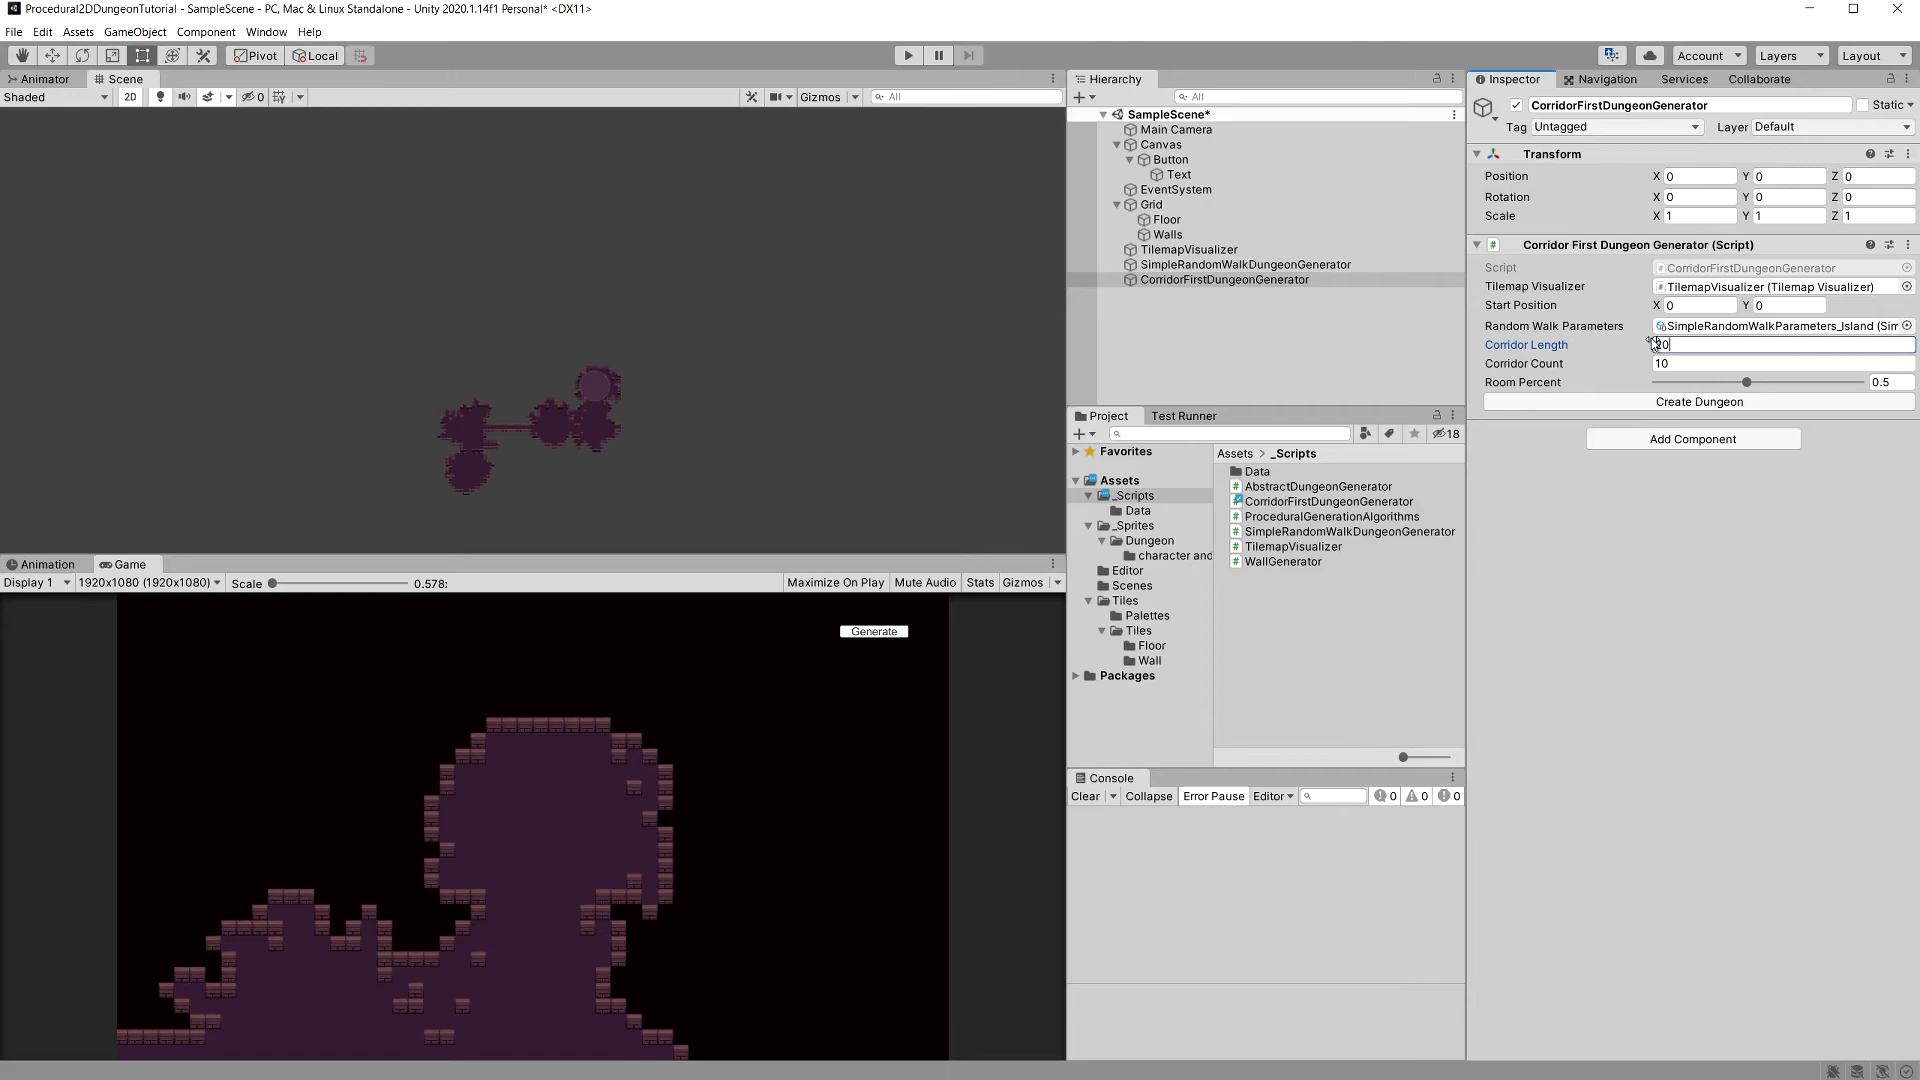 Procedural2DDungeonTutorial - SampleScene - PC, Mac & Linux Standalone - Unity 2020.1.14f1 Personal* <DX11>
File Edit Assets GameObject Component Window Help
Pivot Local Account Layers Layout
Animator Scene
Shaded 2D 0 Gizmos All
Hierarchy
All
SampleScene*
Main Camera
Canvas
Button
Text
EventSystem
Grid
Floor
Walls
TilemapVisualizer
SimpleRandomWalkDungeonGenerator
CorridorFirstDungeonGenerator
Inspector Navigation Services Collaborate
CorridorFirstDungeonGenerator Static
Tag Untagged Layer Default
Transform
Position X 0 Y 0 Z 0
Rotation X 0 Y 0 Z 0
Scale X 1 Y 1 Z 1
# Corridor First Dungeon Generator (Script)
Script # CorridorFirstDungeonGenerator
Tilemap Visualizer # TilemapVisualizer (Tilemap Visualizer)
Start Position X 0 Y 0
Random Walk Parameters SimpleRandomWalkParameters_Island (Sim
Corridor Length 20
Corridor Count 10
Room Percent 0.5
Create Dungeon
Add Component
Project Test Runner
18
Favorites
Assets
_Scripts
Data
_Sprites
Dungeon
character and
Editor
Scenes
Tiles
Palettes
Tiles
Floor
Wall
Packages
Assets > _Scripts
Data
# AbstractDungeonGenerator
CorridorFirstDungeonGenerator
# ProceduralGenerationAlgorithms
# SimpleRandomWalkDungeonGenerator
# TilemapVisualizer
# WallGenerator
Animation Game
Display 1 1920x1080 (1920x1080) Scale 0.578: Maximize On Play Mute Audio Stats Gizmos
Generate
Console
Clear Collapse Error Pause Editor 0 0 0